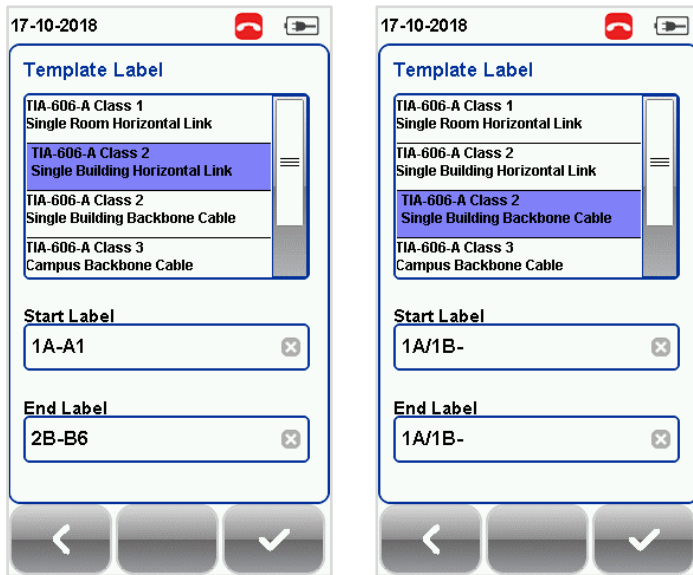 17-10-2018
Template Label
TIA-606-A Class 1
Single Room Horizontal Link
TIA-606-A Class 2
Single Building Horizontal Link
TIA-606-A Class 2
Single Building Backbone Cable
TIA-606-A Class 3
Campus Backbone Cable
Start Label
1A-A1
End Label
2B-B6
17-10-2018
Template Label
TIA-606-A Class 1
Single Room Horizontal Link
TIA-606-A Class 2
Single Building Horizontal Link
TIA-606-A Class 2
Single Building Backbone Cable
TIA-606-A Class 3
Campus Backbone Cable
Start Label
1A/1B-
End Label
1A/1B-